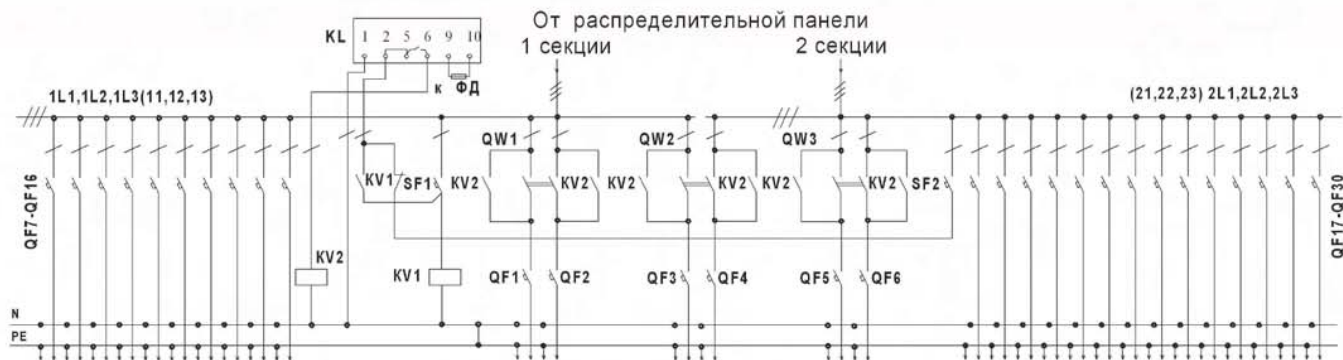 От распределительной панели
1 секции 2 секции
KL 1 2 5 6 9 10
к ФД
1L1,1L2,1L3(11,12,13)
(21,22,23) 2L1,2L2,2L3
QW1 QW2 QW3
QF7-QF16
KV1 SF1 KV2 KV2 KV2 KV2 KV2 KV2 SF2
QF17-QF30
KV2 KV1 QF1 QF2 QF3 QF4 QF5 QF6
N
PE